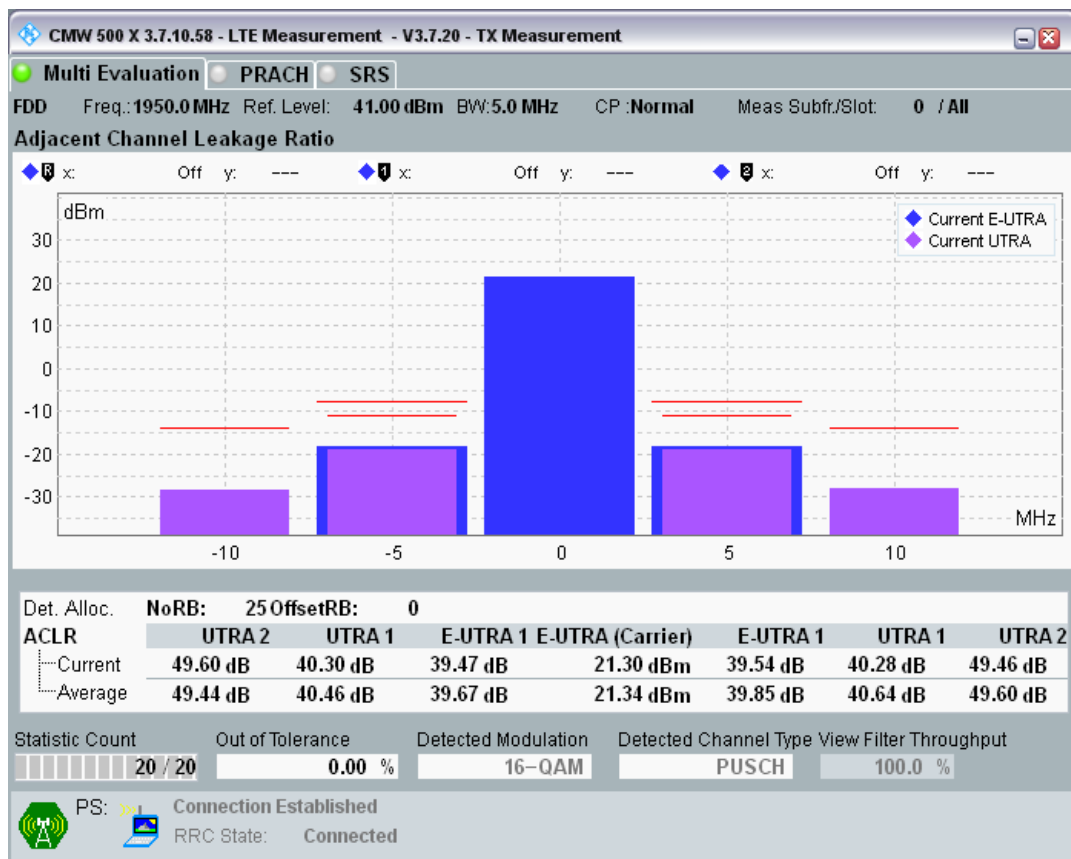 CMW 500 X 3.7.10.58 - LTE Measurement - V3.7.20 - TX Measurement
Multi Evaluation PRACH SRS
FDD Freq.: 1950.0 MHz Ref. Level: 41.00 dBm BW: 5.0 MHz CP : Normal Meas Subfr./Slot: 0 / All
Adjacent Channel Leakage Ratio
R x: Off y: --- 1 x: Off y: --- 2 x: Off y: ---
dBm
Current E-UTRA
Current UTRA
30
20
10
0
-10
-20
-30
MHz
-10 -5 0 5 10
Det. Alloc. NoRB: 25 OffsetRB: 0
ACLR UTRA 2 UTRA 1 E-UTRA 1 E-UTRA (Carrier) E-UTRA 1 UTRA 1 UTRA 2
Current 49.60 dB 40.30 dB 39.47 dB 21.30 dBm 39.54 dB 40.28 dB 49.46 dB
Average 49.44 dB 40.46 dB 39.67 dB 21.34 dBm 39.85 dB 40.64 dB 49.60 dB
Statistic Count Out of Tolerance Detected Modulation Detected Channel Type View Filter Throughput
20 / 20 0.00 % 16-QAM PUSCH 100.0 %
PS: Connection Established
RRC State: Connected